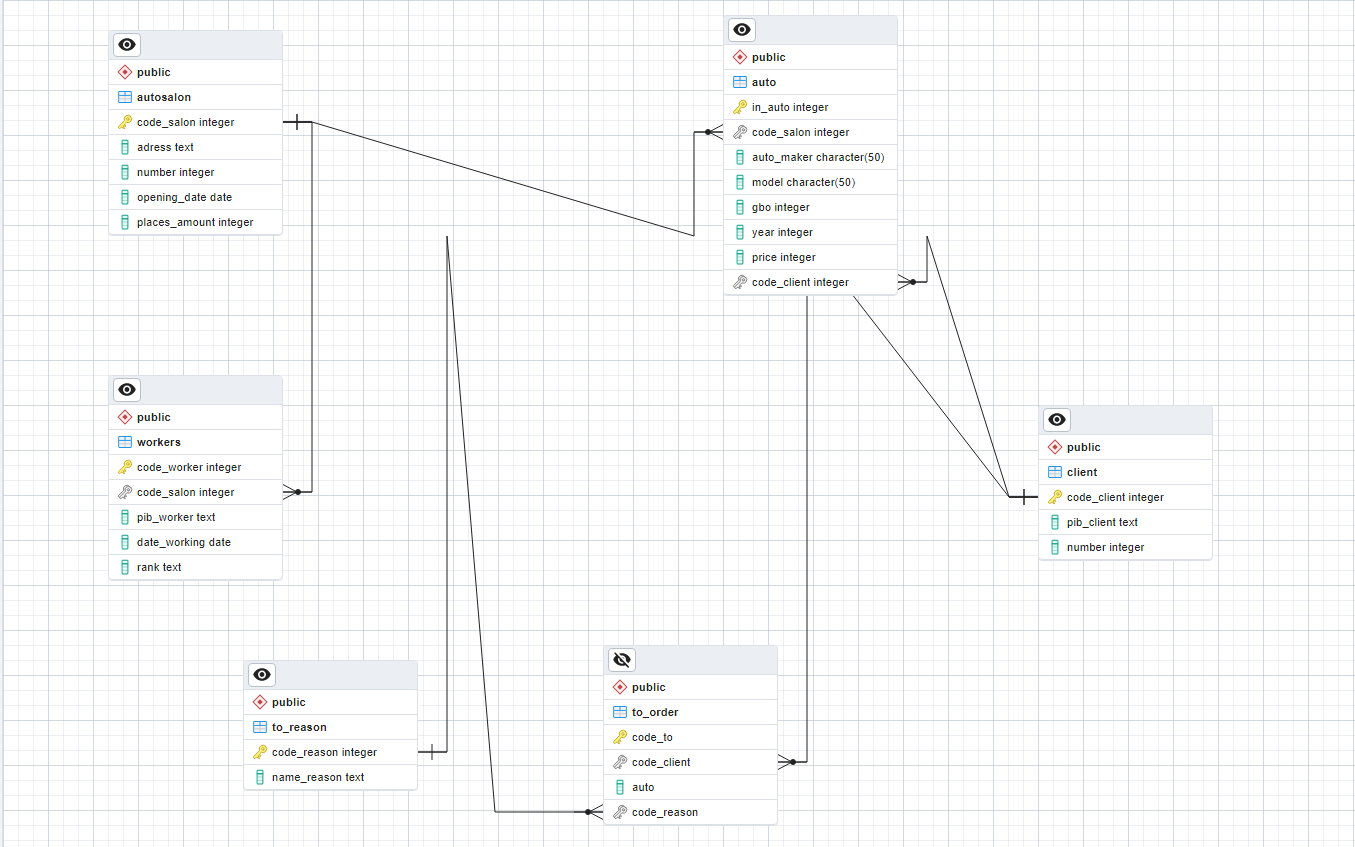 public
autosalon
code_salon integer
adress text
number integer
opening_date date
places_amount integer
public
auto
in_auto integer
code_salon integer
auto_maker character(50)
model character(50)
gbo integer
year integer
price integer
code_client integer
public
workers
code_worker integer
code_salon integer
pib_worker text
date_working date
rank text
public
client
code_client integer
pib_client text
number integer
public
to_reason
code_reason integer
name_reason text
public
to_order
code_to
code_client
auto
code_reason